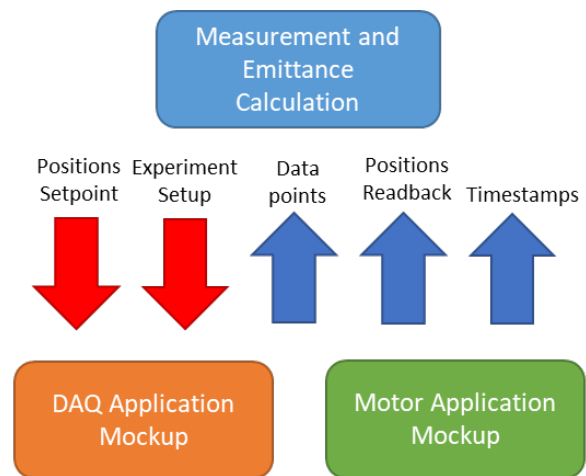 Measurement and
Emittance
Calculation
Positions
Setpoint
Experiment
Setup
Data
points
Positions
Readback
Timestamps
DAQ Application
Mockup
Motor Application
Mockup